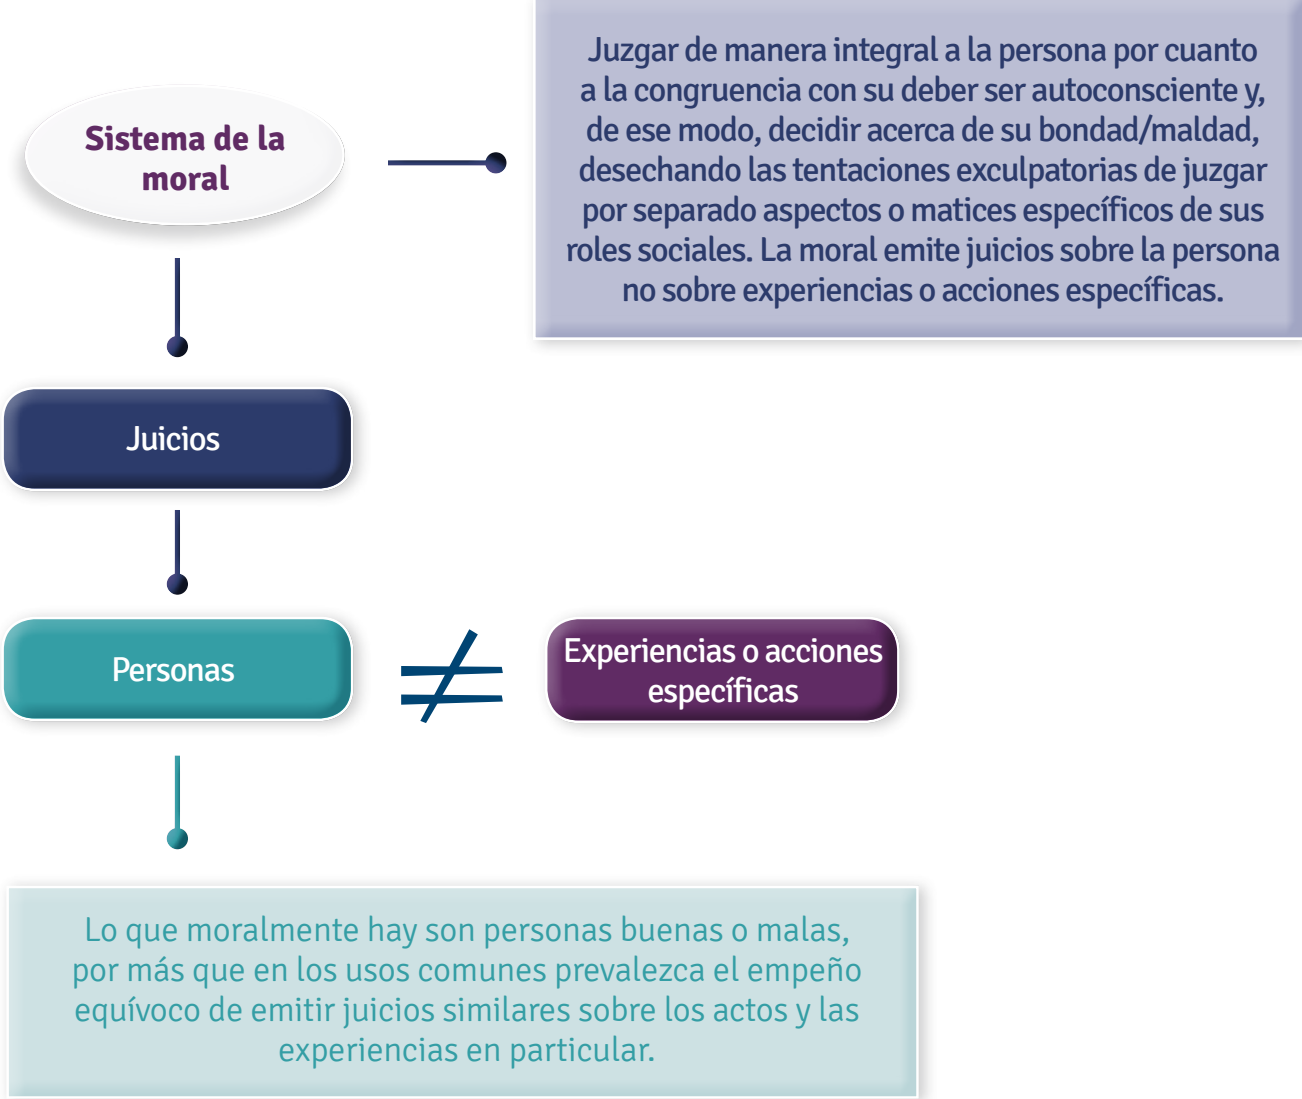 Sistema de la
moral
Juzgar de manera integral a la persona por cuanto
a la congruencia con su deber ser autoconsciente y,
de ese modo, decidir acerca de su bondad/maldad,
desechando las tentaciones exculpatorias de juzgar
por separado aspectos o matices específicos de sus
roles sociales. La moral emite juicios sobre la persona
no sobre experiencias o acciones específicas.
Juicios
Personas
≠
Experiencias o acciones
específicas
Lo que moralmente hay son personas buenas o malas,
por más que en los usos comunes prevalezca el empeño
equívoco de emitir juicios similares sobre los actos y las
experiencias en particular.